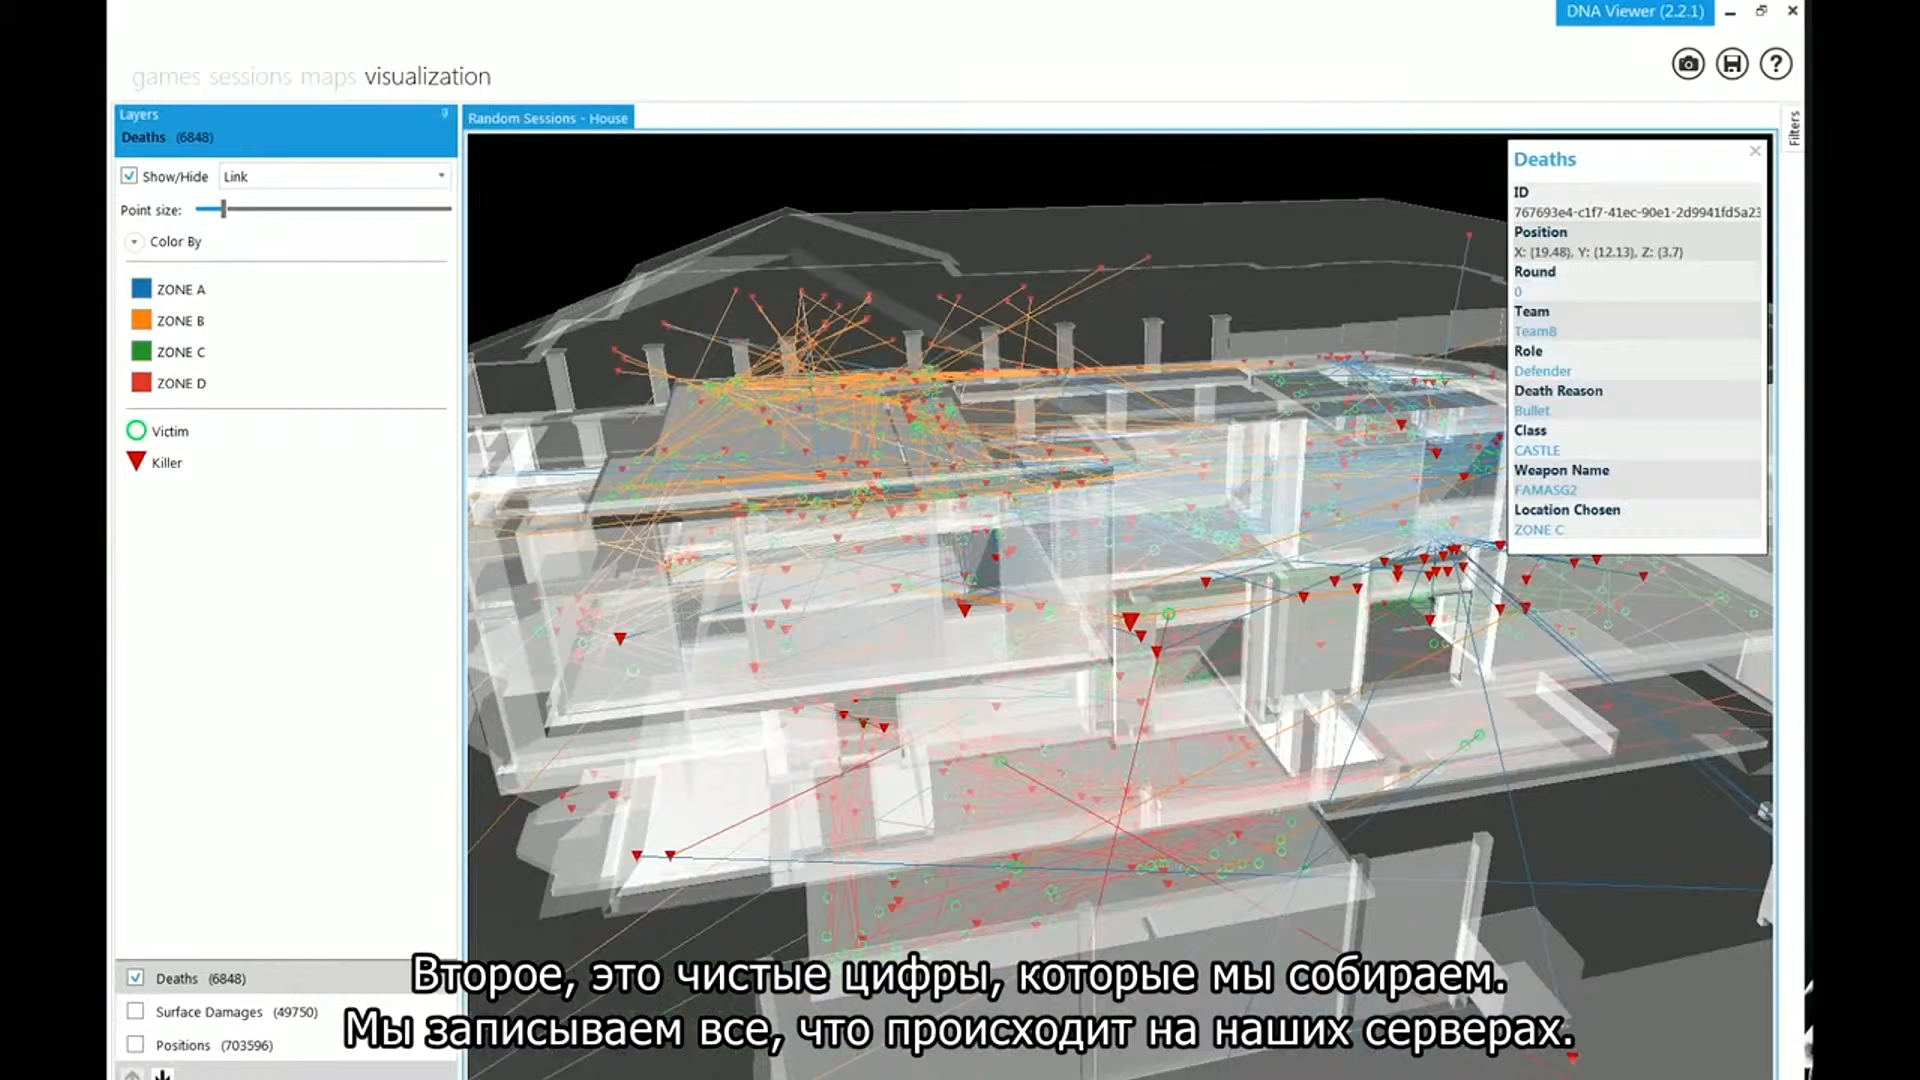 DNA Viewer (2.2.1)
games sessions maps visualization
Layers
Deaths (6848)
Show/Hide Link
Point size:
Color By
ZONE A
ZONE B
ZONE C
ZONE D
Victim
Killer
Random Sessions - House
Filters
Deaths
ID
767693e4-c1f7-41ec-90e1-2d9941fd5a23
Position
X: (19.48), Y: (12.13), Z: (3.7)
Round
0
Team
TeamB
Role
Defender
Death Reason
Bullet
Class
CASTLE
Weapon Name
FAMASG2
Location Chosen
ZONE C
Deaths (6848)
Surface Damages (49750)
Positions (703596)
Второе, это чистые цифры, которые мы собираем.
Мы записываем все, что происходит на наших серверах.